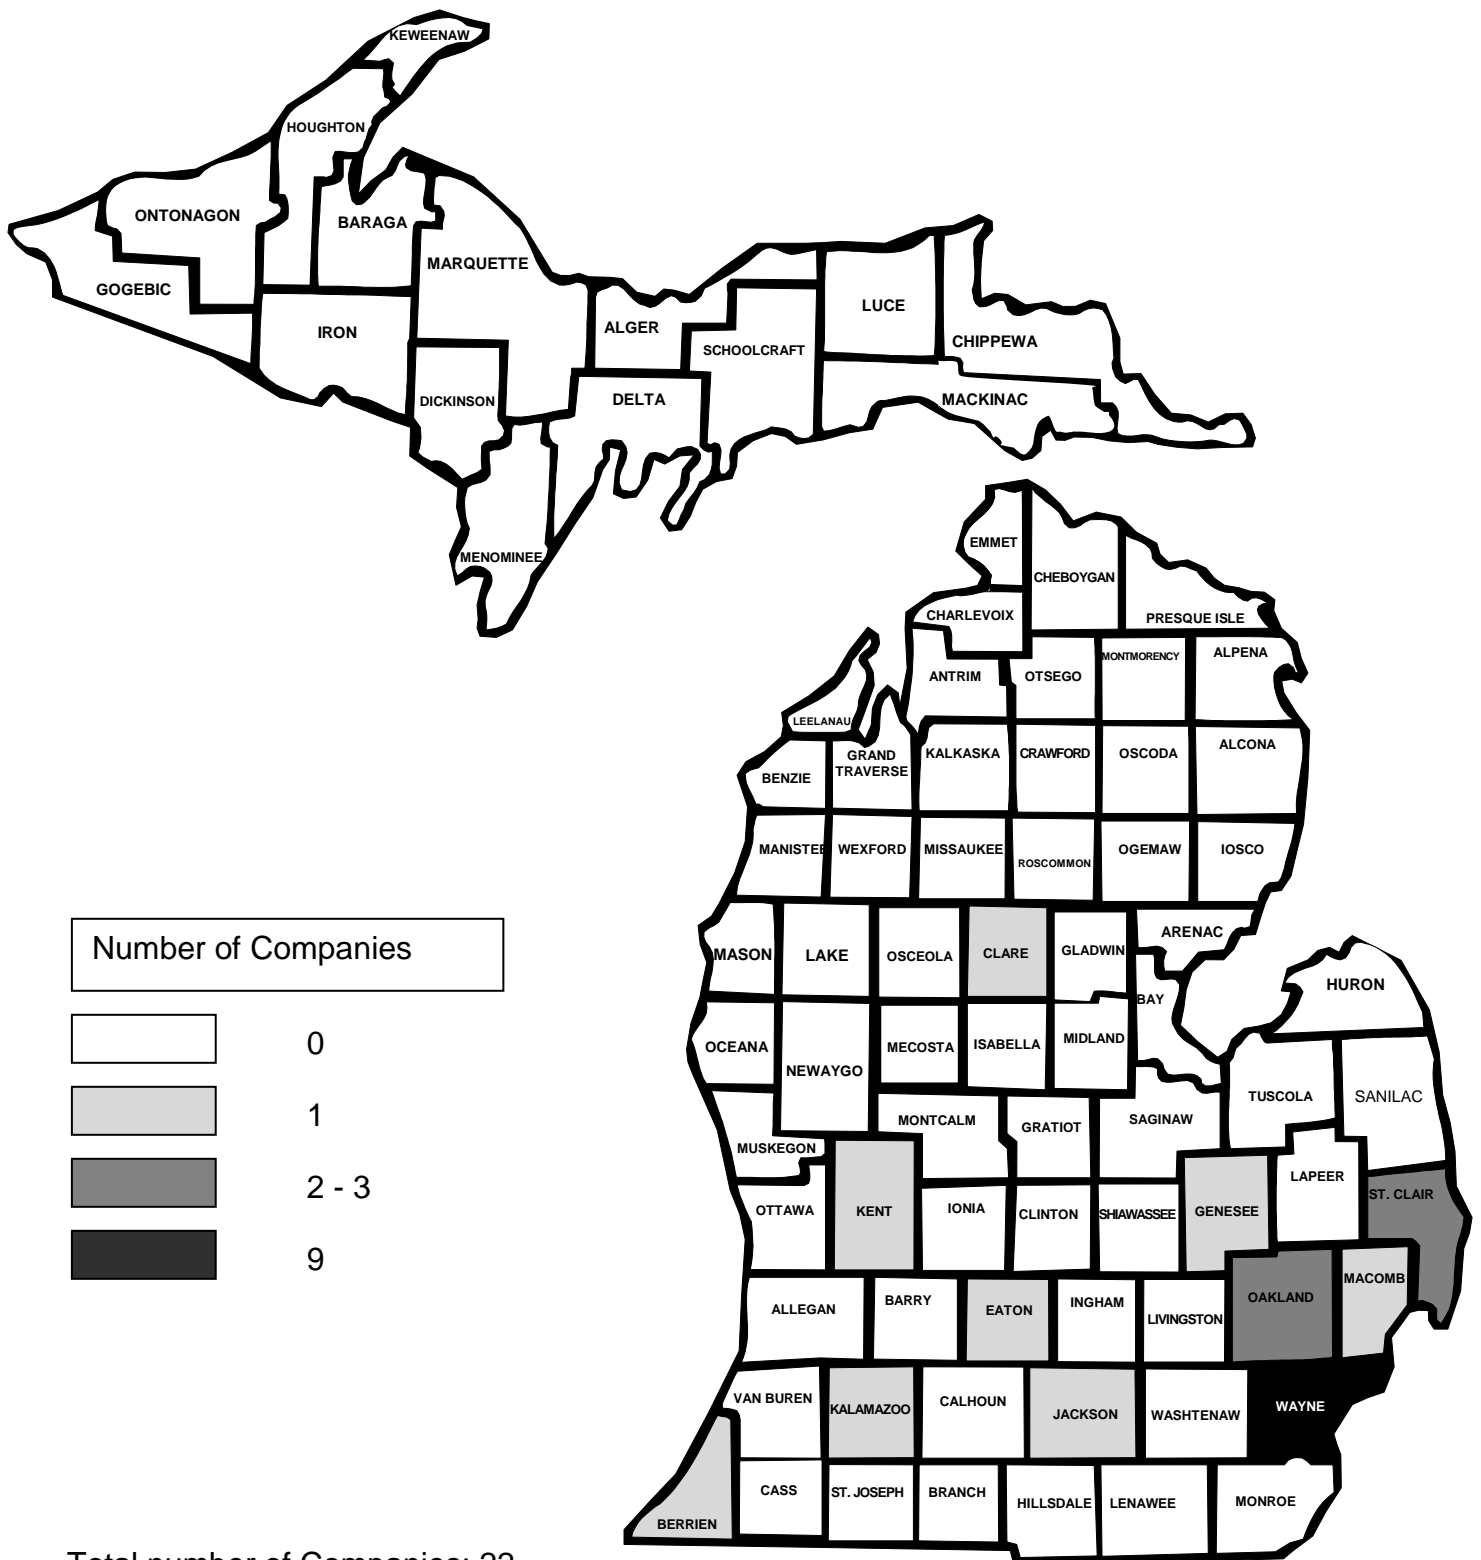 KEWEENAW
HOUGHTON
ONTONAGON
BARAGA
MARQUETTE
GOGEBIC
IRON
ALGER
LUCE
SCHOOLCRAFT
CHIPPEWA
DICKINSON
DELTA
MACKINAC
MENOMINEE
EMMET
CHEBOYGAN
CHARLEVOIX
PRESQUE ISLE
ANTRIM
OTSEGO
MONTMORENCY
ALPENA
LEELANAU
BENZIE
GRAND
TRAVERSE
KALKASKA
CRAWFORD
OSCODA
ALCONA
MANISTEE
WEXFORD
MISSAUKEE
ROSCOMMON
OGEMAW
IOSCO
MASON
LAKE
OSCEOLA
CLARE
GLADWIN
ARENAC
BAY
HURON
OCEANA
NEWAYGO
MECOSTA
ISABELLA
MIDLAND
TUSCOLA
SANILAC
MUSKEGON
MONTCALM
GRATIOT
SAGINAW
LAPEER
ST. CLAIR
OTTAWA
KENT
IONIA
CLINTON
SHIAWASSEE
GENESEE
ALLEGAN
BARRY
EATON
INGHAM
LIVINGSTON
OAKLAND
MACOMB
VAN BUREN
KALAMAZOO
CALHOUN
JACKSON
WASHTENAW
WAYNE
BERRIEN
CASS
ST. JOSEPH
BRANCH
HILLSDALE
LENAWEE
MONROE
Number of Companies
0
1
2 - 3
9
Total number of Companies: